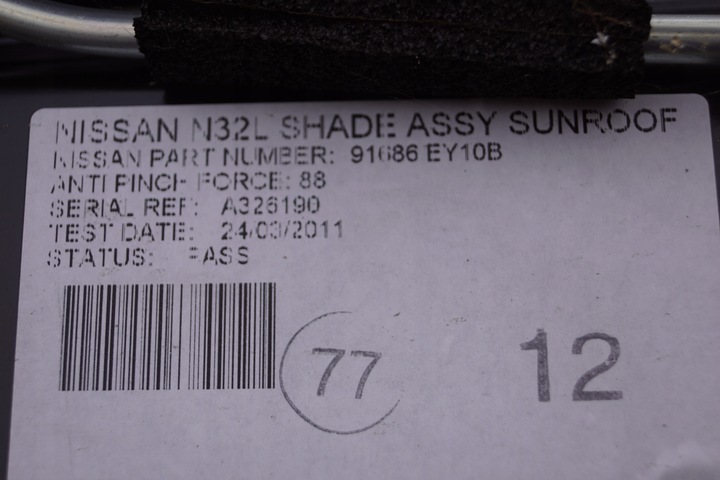 NISSAN N32L SHADE ASSY SUNROOF
NISSAN PART NUMBER: 91686 EY10B
ANTI PINCH FORCE: 88
SERIAL REF: A326190
TEST DATE: 24/03/2011
STATUS: PASS
77
12